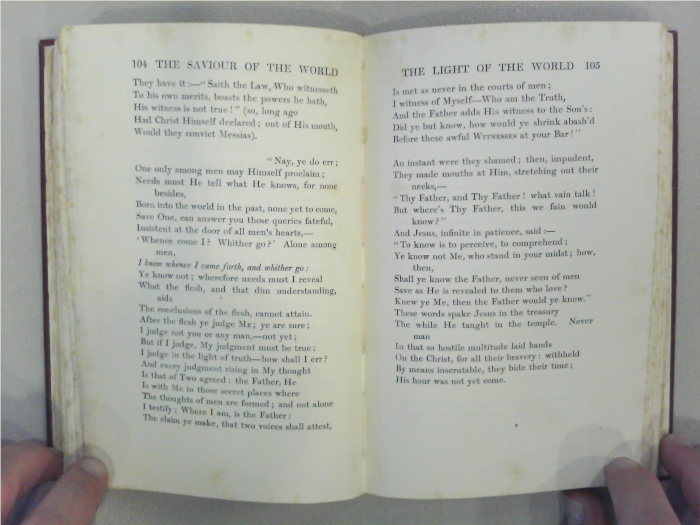 104 THE SAVIOUR OF THE WORLD
They have it:—"Saith the Law, Who witnesseth
To his own merits, boasts the powers he hath,
His witness is not true!" (so, long ago
Had Christ Himself declared; out of His mouth,
Would they convict Messias).
"Nay, ye do err;
One only among men may Himself proclaim;
Needs must He tell what He knows, for none
besides,
Born into the world in the past, none yet to come,
Save One, can answer you those queries fateful,
Insistent at the door of all men's hearts,—
'Whence come I? Whither go?' Alone among
men,
I know whence I came forth, and whither go:
Ye know not; wherefore needs must I reveal
What the flesh, and that dim understanding,
aids
The conclusions of the flesh, cannot attain.
After the flesh ye judge ME; ye are sure;
I judge not you or any man,—not yet;
But if I judge, My judgment must be true;
I judge in the light of truth—how shall I err?
And every judgment rising in My thought
Is that of Two agreed: the Father, He
Is with Me in those secret places where
The thoughts of men are formed; and not alone
I testify: Where I am, is the Father:
The claim ye make, that two voices shall attest,
THE LIGHT OF THE WORLD 105
Is met as never in the courts of men;
I witness of Myself—Who am the Truth,
And the Father adds His witness to the Son's:
Did ye but know, how would ye shrink abash'd
Before these awful WITNESSES at your Bar!"
An instant were they shamed; then, impudent,
They made mouths at Him, stretching out their
necks,—
"Thy Father, and Thy Father! what vain talk!
But where's Thy Father, this we fain would
know?"
And Jesus, infinite in patience, said:—
"To know is to perceive, to comprehend;
Ye know not Me, who stand in your midst; how,
then,
Shall ye know the Father, never seen of men
Save as He is revealed to them who love?
Knew ye Me, then the Father would ye know."
These words spake Jesus in the treasury
The while He taught in the temple. Never
man
In that so hostile multitude laid hands
On the Christ, for all their bravery: withheld
By means inscrutable, they bide their time;
His hour was not yet come.